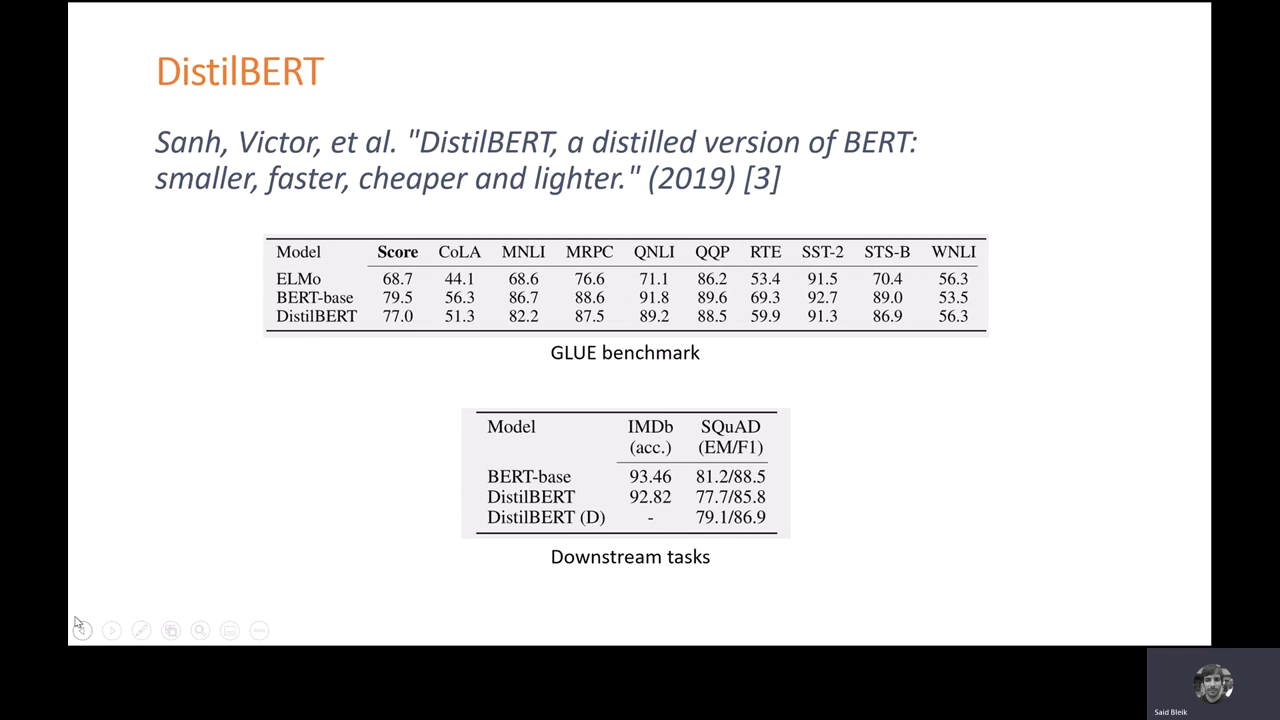 DistilBERT
Sanh, Victor, et al. "DistilBERT, a distilled version of BERT:
smaller, faster, cheaper and lighter." (2019) [3]
Model Score CoLA MNLI MRPC QNLI QQP RTE SST-2 STS-B WNLI
ELMo 68.7 44.1 68.6 76.6 71.1 86.2 53.4 91.5 70.4 56.3
BERT-base 79.5 56.3 86.7 88.6 91.8 89.6 69.3 92.7 89.0 53.5
DistilBERT 77.0 51.3 82.2 87.5 89.2 88.5 59.9 91.3 86.9 56.3
GLUE benchmark
Model IMDb SQuAD
(acc.) (EM/F1)
BERT-base 93.46 81.2/88.5
DistilBERT 92.82 77.7/85.8
DistilBERT (D) - 79.1/86.9
Downstream tasks
Said Bleik